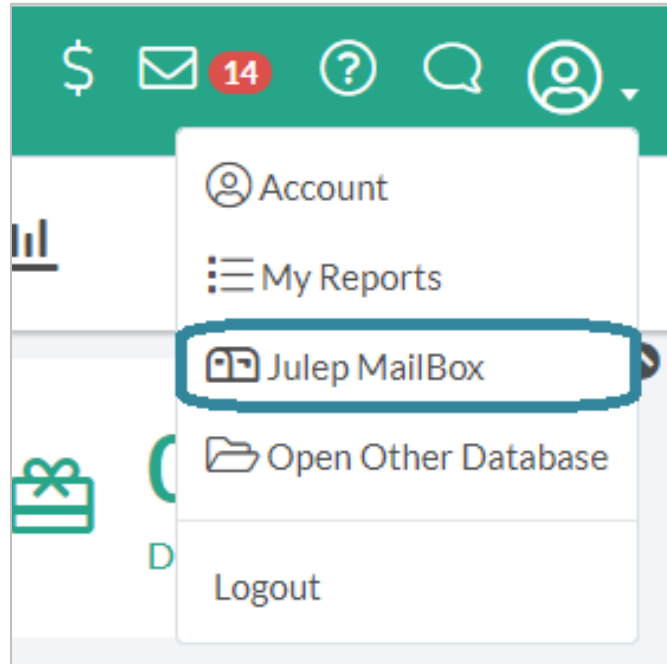 $ 14 ?
Account
My Reports
Julep MailBox
Open Other Database
D
Logout